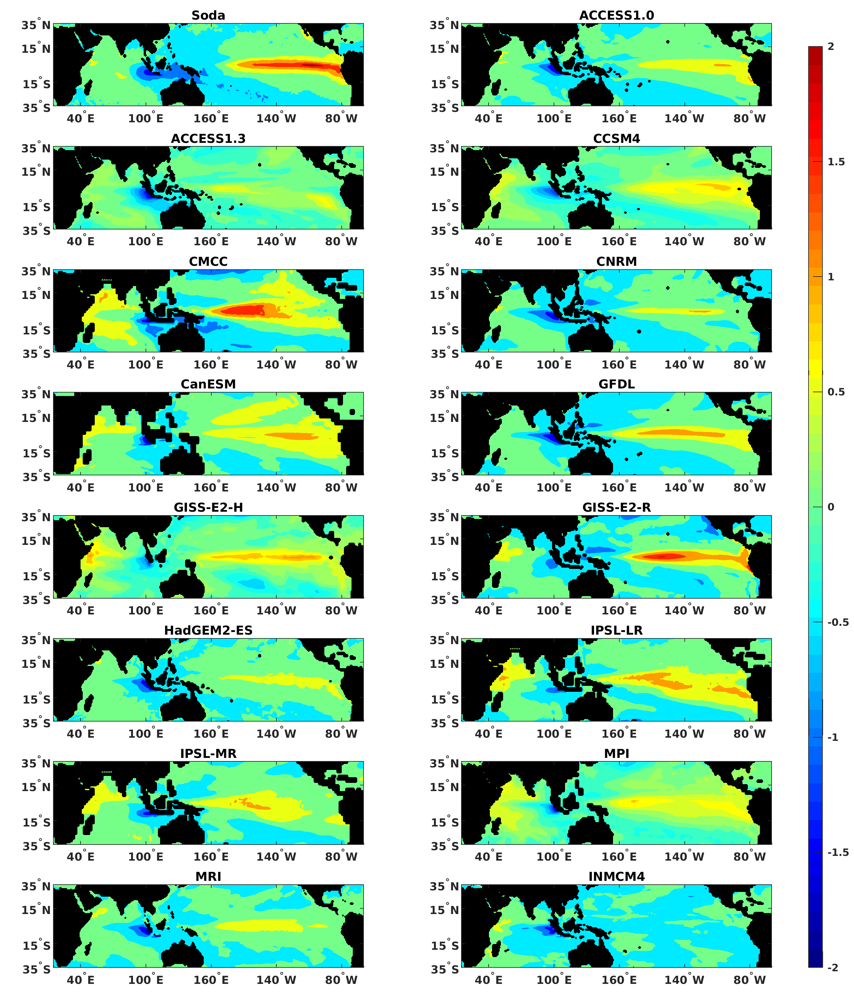 Soda
35°N
15°N
15°S
35°S
40°E 100°E 160°E 140°W 80°W
ACCESS1.0
35°N
15°N
15°S
35°S
40°E 100°E 160°E 140°W 80°W
ACCESS1.3
35°N
15°N
15°S
35°S
40°E 100°E 160°E 140°W 80°W
CCSM4
35°N
15°N
15°S
35°S
40°E 100°E 160°E 140°W 80°W
CMCC
35°N
15°N
15°S
35°S
40°E 100°E 160°E 140°W 80°W
CNRM
35°N
15°N
15°S
35°S
40°E 100°E 160°E 140°W 80°W
CanESM
35°N
15°N
15°S
35°S
40°E 100°E 160°E 140°W 80°W
GFDL
35°N
15°N
15°S
35°S
40°E 100°E 160°E 140°W 80°W
GISS-E2-H
35°N
15°N
15°S
35°S
40°E 100°E 160°E 140°W 80°W
GISS-E2-R
35°N
15°N
15°S
35°S
40°E 100°E 160°E 140°W 80°W
HadGEM2-ES
35°N
15°N
15°S
35°S
40°E 100°E 160°E 140°W 80°W
IPSL-LR
35°N
15°N
15°S
35°S
40°E 100°E 160°E 140°W 80°W
IPSL-MR
35°N
15°N
15°S
35°S
40°E 100°E 160°E 140°W 80°W
MPI
35°N
15°N
15°S
35°S
40°E 100°E 160°E 140°W 80°W
MRI
35°N
15°N
15°S
35°S
40°E 100°E 160°E 140°W 80°W
INMCM4
35°N
15°N
15°S
35°S
40°E 100°E 160°E 140°W 80°W
2
1.5
1
0.5
0
-0.5
-1
-1.5
-2